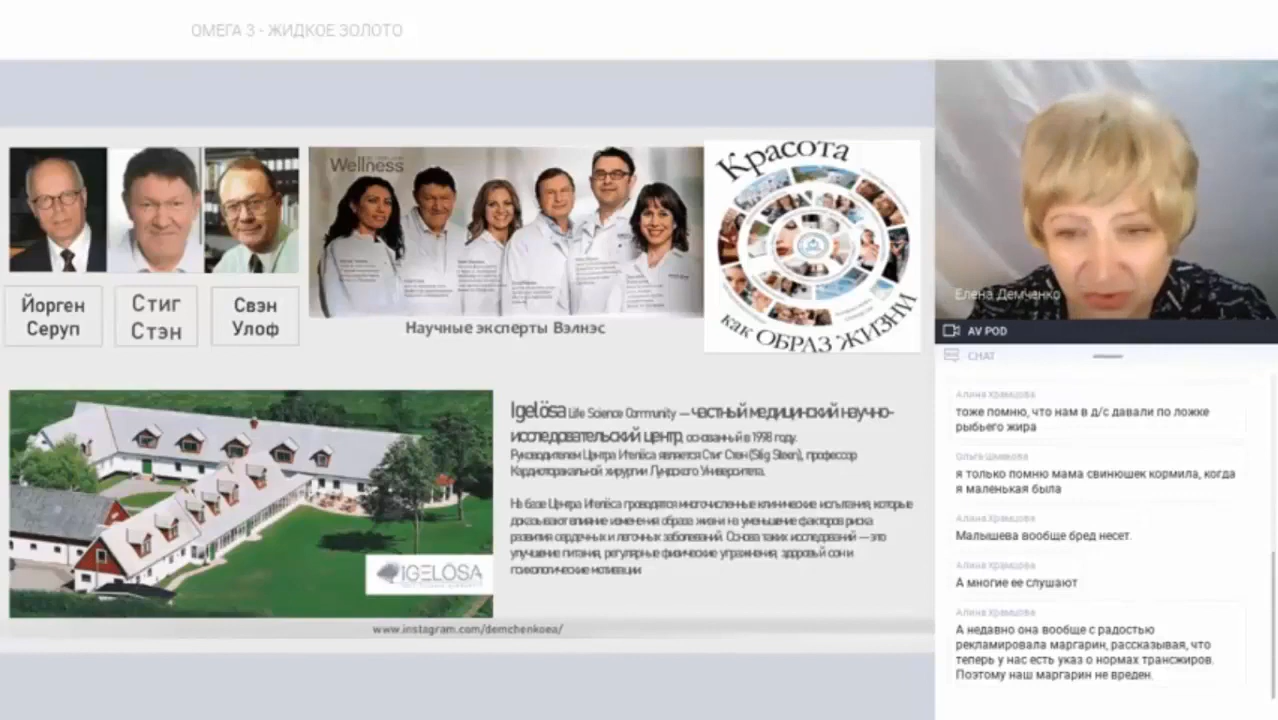 ОМЕГА 3 - ЖИДКОЕ ЗОЛОТО
Wellness
Йорген
Серуп
Стиг
Стэн
Свэн
Улоф
Научные эксперты Вэлнэс
Красота
как ОБРАЗ ЖИЗНИ
Igelösa Life Science Community — частный медицинский научно-
исследовательский центр, основанный в 1998 году.
Руководителем Центра Игелёса является Стиг Стен (Stig Steen), профессор
Кардиоторакальной хирургии Лундского Университета.
На базе Центра Игелёса проводятся многочисленные клинические испытания, которые
доказывают влияние изменения образа жизни на уменьшение факторов риска
развития сердечных и легочных заболеваний. Основа таких исследований — это
улучшение питания, регулярные физические упражнения, здоровый сон и
психологические мотивации.
IGELÖSA
www.instagram.com/demchenkoea/
Елена Демченко
AV POD
CHAT
Алина Храмцова
тоже помню, что нам в д/с давали по ложке
рыбьего жира
Ольга
я только помню мама свинюшек кормила, когда
я маленькая была
Алина Храмцова
Малышева вообще бред несет.
Алина Храмцова
А многие ее слушают
Алина Храмцова
А недавно она вообще с радостью
рекламировала маргарин, рассказывая, что
теперь у нас есть указ о нормах трансжиров.
Поэтому наш маргарин не вреден.